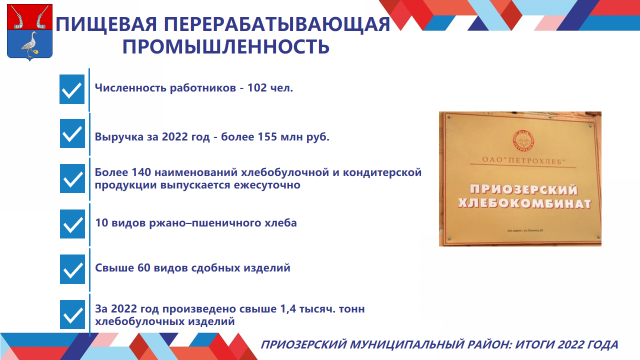 ПИЩЕВАЯ ПЕРЕРАБАТЫВАЮЩАЯ
ПРОМЫШЛЕННОСТЬ
Численность работников - 102 чел.
Выручка за 2022 год - более 155 млн руб.
Более 140 наименований хлебобулочной и кондитерской
продукции выпускается ежесуточно
10 видов ржано–пшеничного хлеба
Свыше 60 видов сдобных изделий
За 2022 год произведено свыше 1,4 тысяч. тонн
хлебобулочных изделий
ОАО "ПЕТРОХЛЕБ"
ПРИОЗЕРСКИЙ
ХЛЕБОКОМБИНАТ
ПРИОЗЕРСКИЙ МУНИЦИПАЛЬНЫЙ РАЙОН: ИТОГИ 2022 ГОДА